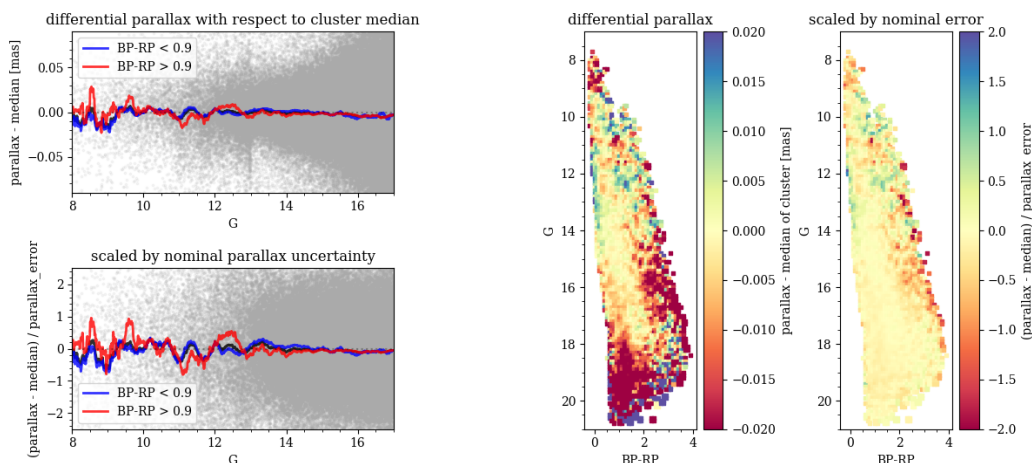 differential parallax with respect to cluster median
parallax - median [mas]
0.05
0.00
−0.05
BP-RP < 0.9
BP-RP > 0.9
8 10 12 14 16
G
scaled by nominal parallax uncertainty
(parallax - median) / parallax_error
2
1
0
−1
−2
BP-RP < 0.9
BP-RP > 0.9
8 10 12 14 16
G
differential parallax
G
8
10
12
14
16
18
20
0 2 4
BP-RP
0.020
0.015
0.010
0.005
0.000
−0.005
−0.010
−0.015
−0.020
parallax - median of cluster [mas]
scaled by nominal error
G
8
10
12
14
16
18
20
0 2 4
BP-RP
2.0
1.5
1.0
0.5
0.0
−0.5
−1.0
−1.5
−2.0
(parallax - median) / parallax_error